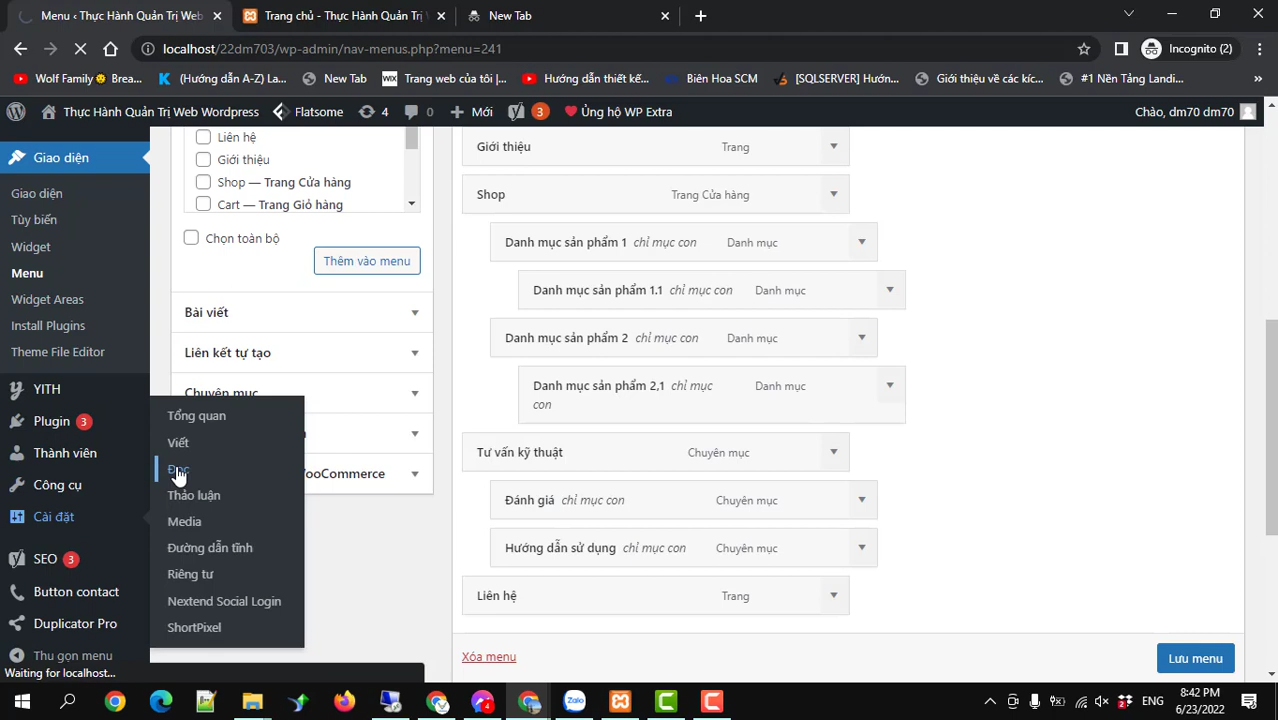 Menu ‹ Thực Hành Quản Trị Web
Trang chủ - Thực Hành Quản Trị
New Tab
localhost/22dm703/wp-admin/nav-menus.php?menu=241
Incognito (2)
Wolf Family Brea...
(Hướng dẫn A-Z) La...
New Tab
Trang web của tôi |...
Hướng dẫn thiết kế...
Biên Hoa SCM
[SQLSERVER] Hướn...
Giới thiệu về các kíc...
#1 Nền Tảng Landi...
Thực Hành Quản Trị Web Wordpress
Flatsome
4
0
Mới
3
Ủng hộ WP Extra
Chào, dm70 dm70
Giao diện
Giao diện
Tùy biến
Widget
Menu
Widget Areas
Install Plugins
Theme File Editor
YITH
Plugin 3
Thành viên
Công cụ
Cài đặt
SEO 3
Button contact
Duplicator Pro
Thu gọn menu
Waiting for localhost...
Tổng quan
Viết
Đọc
Thảo luận
Media
Đường dẫn tĩnh
Riêng tư
Nextend Social Login
ShortPixel
Liên hệ
Giới thiệu
Shop — Trang Cửa hàng
Cart — Trang Giỏ hàng
Chọn toàn bộ
Thêm vào menu
Bài viết
Liên kết tự tạo
Chuyên mục
WooCommerce
Giới thiệu Trang
Shop Trang Cửa hàng
Danh mục sản phẩm 1 chỉ mục con Danh mục
Danh mục sản phẩm 1.1 chỉ mục con Danh mục
Danh mục sản phẩm 2 chỉ mục con Danh mục
Danh mục sản phẩm 2,1 chỉ mục Danh mục
con
Tư vấn kỹ thuật Chuyên mục
Đánh giá chỉ mục con Chuyên mục
Hướng dẫn sử dụng chỉ mục con Chuyên mục
Liên hệ Trang
Xóa menu
Lưu menu
4
ENG
8:42 PM
6/23/2022